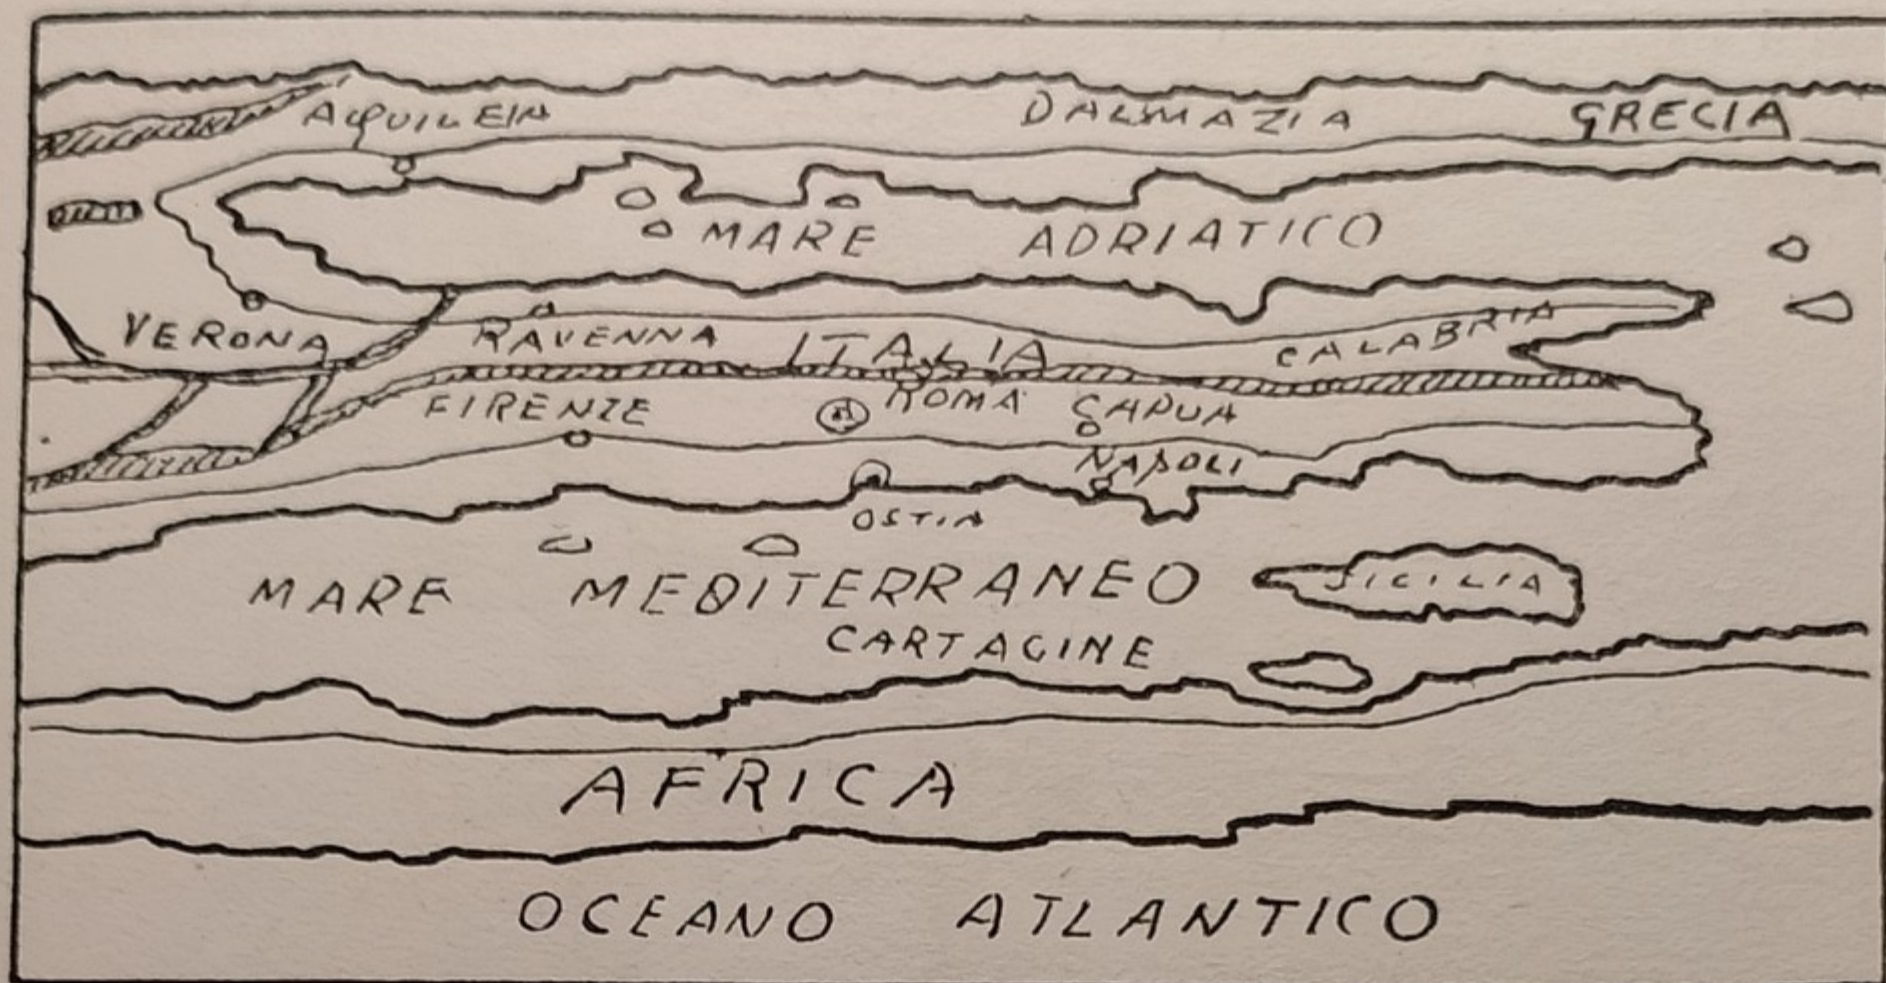 AQUILEIA DALMAZIA GRECIA
MARE ADRIATICO
VERONA RAVENNA ITALIA CALABRIA
FIRENZE ROMA CAPUA
NAPOLI
OSTIA
MARE MEDITERRANEO SICILIA
CARTAGINE
AFRICA
OCEANO ATLANTICO